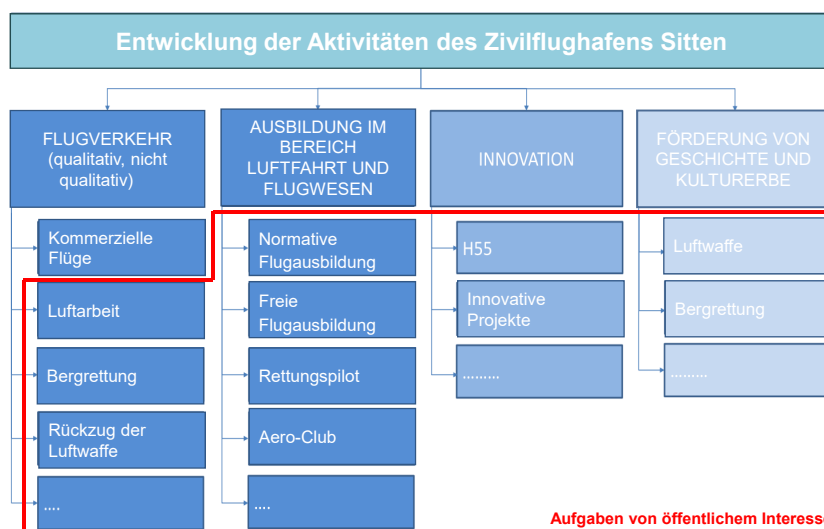 Entwicklung der Aktivitäten des Zivilflughafens Sitten
FLUGVERKEHR
(qualitativ, nicht
qualitativ)
Kommerzielle
Flüge
Luftarbeit
Bergrettung
Rückzug der
Luftwaffe
....
AUSBILDUNG IM
BEREICH
LUFTFAHRT UND
FLUGWESEN
Normative
Flugausbildung
Freie
Flugausbildung
Rettungspilot
Aero-Club
....
INNOVATION
H55
Innovative
Projekte
.........
FÖRDERUNG VON
GESCHICHTE UND
KULTURERBE
Luftwaffe
Bergrettung
.........
Aufgaben von öffentlichem Interesse